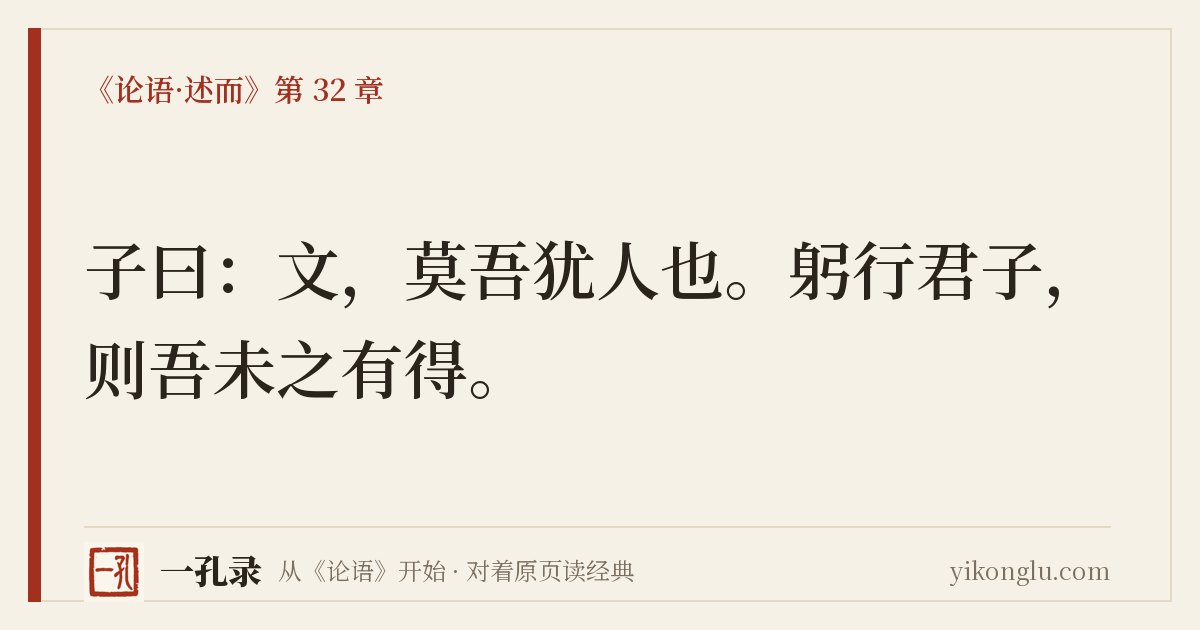 《论语·述而》第 32 章
子曰：文，莫吾犹人也。躬行君子，
则吾未之有得。
一孔
一孔录 从《论语》开始 · 对着原页读经典 yikonglu.com